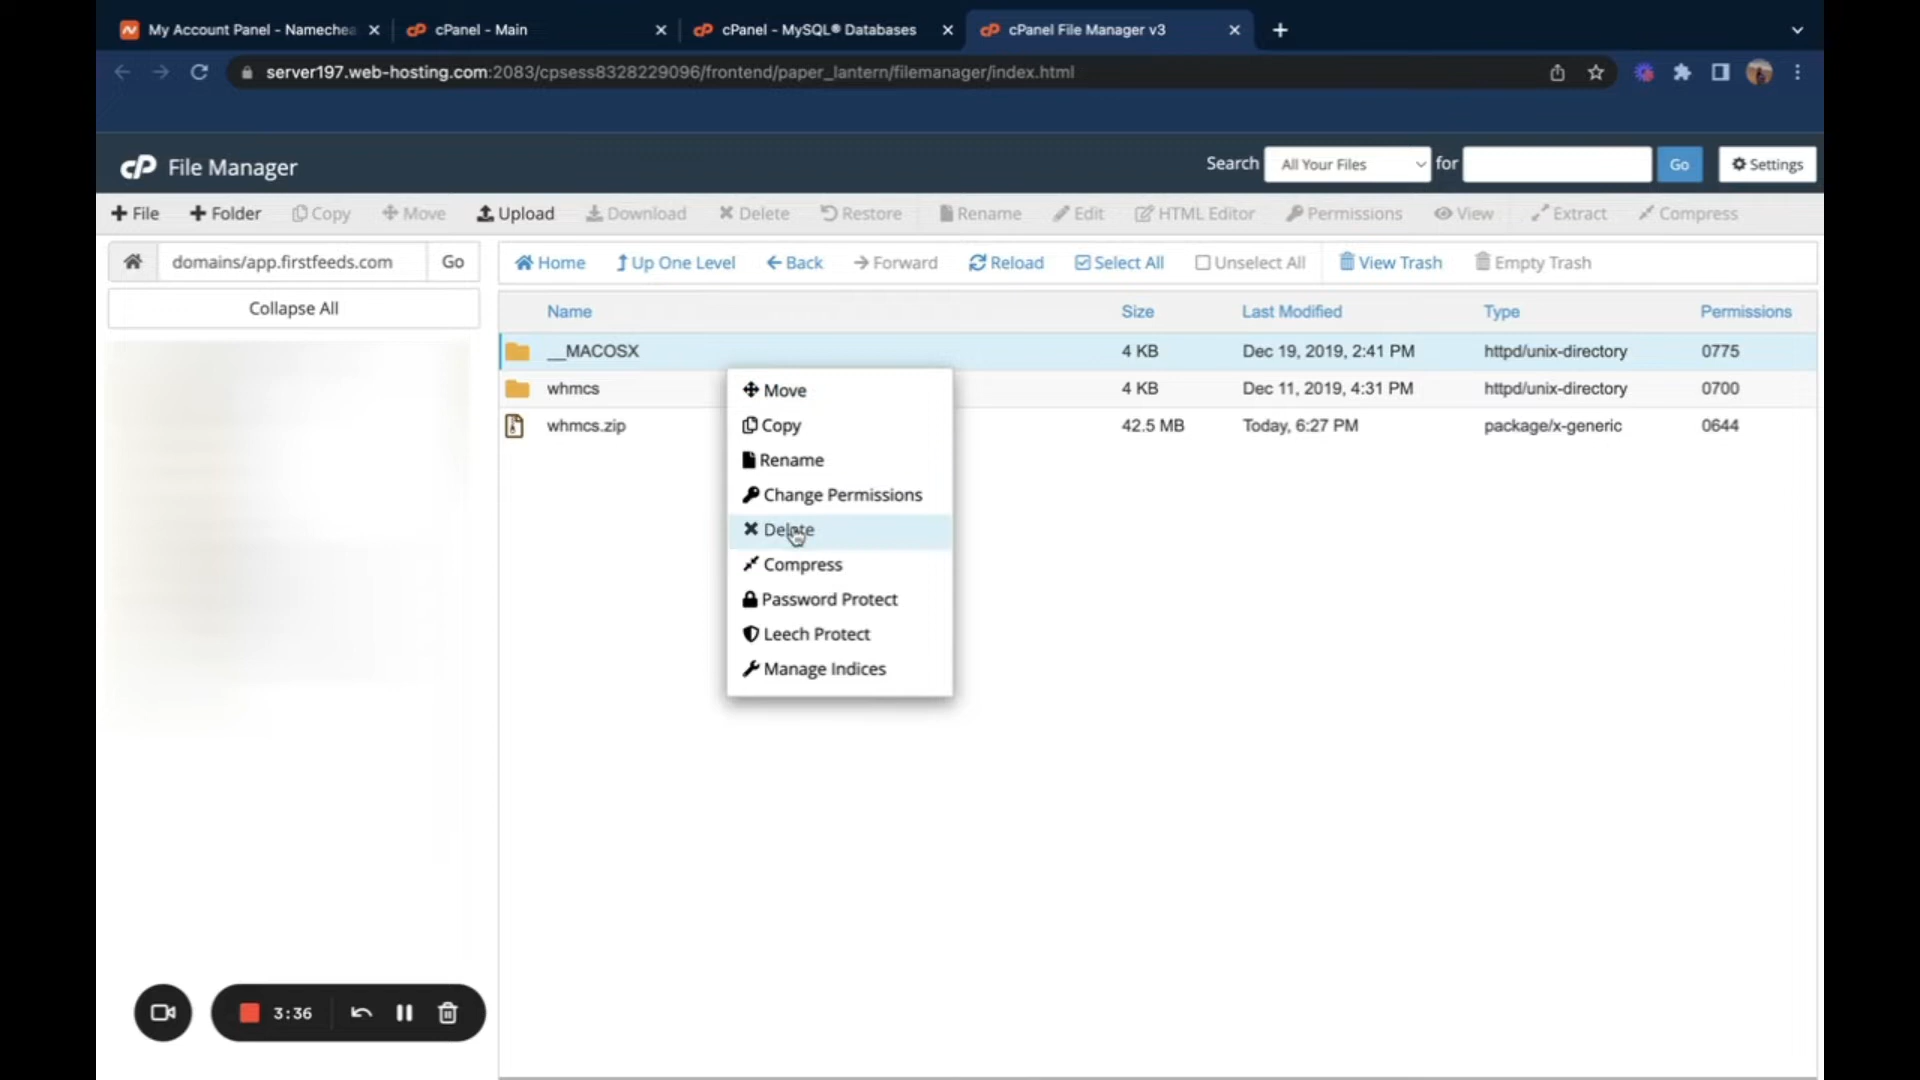 My Account Panel - Namechea
cPanel - Main
cPanel - MySQL® Databases
cPanel File Manager v3
server197.web-hosting.com:2083/cpsess8328229096/frontend/paper_lantern/filemanager/index.html
cP File Manager
Search All Your Files for Go Settings
File Folder Copy Move Upload Download Delete Restore Rename Edit HTML Editor Permissions View Extract Compress
domains/app.firstfeeds.com Go
Home Up One Level Back Forward Reload Select All Unselect All View Trash Empty Trash
Collapse All
Name Size Last Modified Type Permissions
__MACOSX 4 KB Dec 19, 2019, 2:41 PM httpd/unix-directory 0775
whmcs 4 KB Dec 11, 2019, 4:31 PM httpd/unix-directory 0700
whmcs.zip 42.5 MB Today, 6:27 PM package/x-generic 0644
Move
Copy
Rename
Change Permissions
Delete
Compress
Password Protect
Leech Protect
Manage Indices
3:36